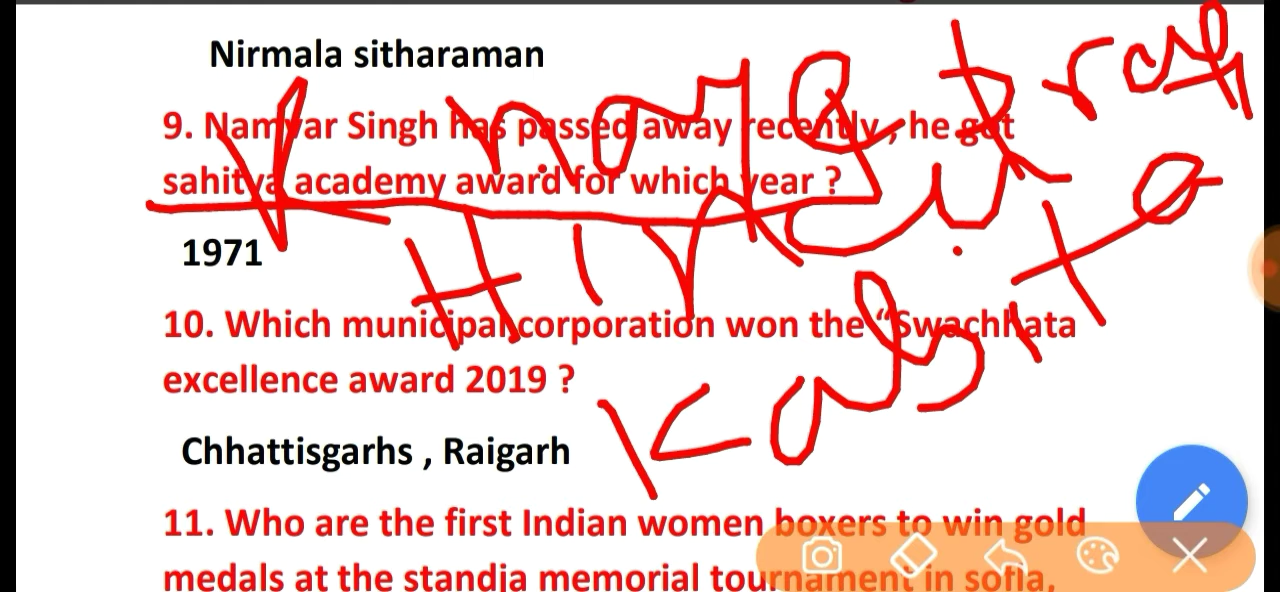 Nirmala sitharaman
9. Namvar Singh has passed away recently , he got
sahitya academy award for which year ?
1971
10. Which municipal corporation won the “Swachhata
excellence award 2019 ?
Chhattisgarhs , Raigarh
11. Who are the first Indian women boxers to win gold
medals at the standja memorial tournament in sofia,